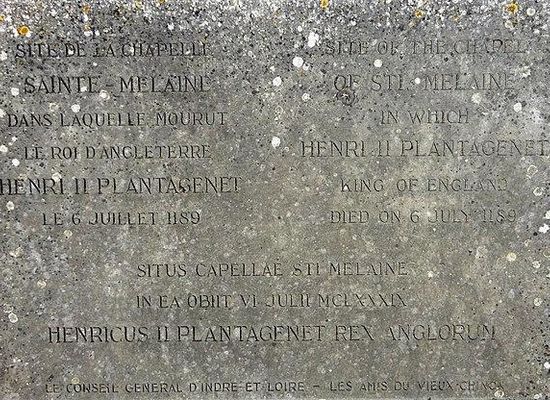 SITE DE LA CHAPELLE
SAINTE-MELAINE
DANS LAQUELLE MOURUT
LE ROI D'ANGLETERRE
HENRI II PLANTAGENET
LE 6 JUILLET 1189
SITE OF THE CHAPEL
OF STE MELAINE
IN WHICH
HENRI II PLANTAGENET
KING OF ENGLAND
DIED ON 6 JULY 1189
SITUS CAPELLAE STI MELAINE
IN EA OBIIT VI JULII MCLXXXIX
HENRICUS II PLANTAGENET REX ANGLORUM
LE CONSEIL GENERAL D'INDRE-ET-LOIRE - LES AMIS DU VIEUX CHINON